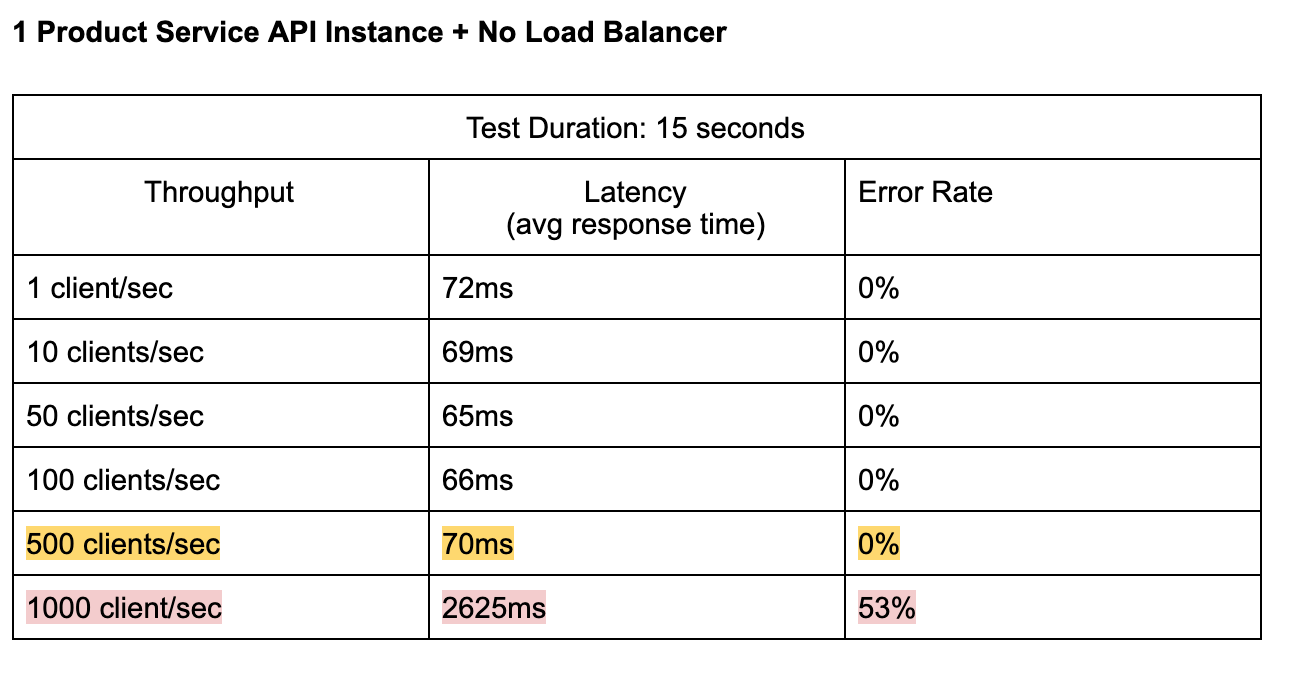 1 Product Service API Instance + No Load Balancer
Test Duration: 15 seconds
Throughput
Latency
(avg response time)
Error Rate
1 client/sec
72ms
0%
10 clients/sec
69ms
0%
50 clients/sec
65ms
0%
100 clients/sec
66ms
0%
500 clients/sec
70ms
0%
1000 client/sec
2625ms
53%